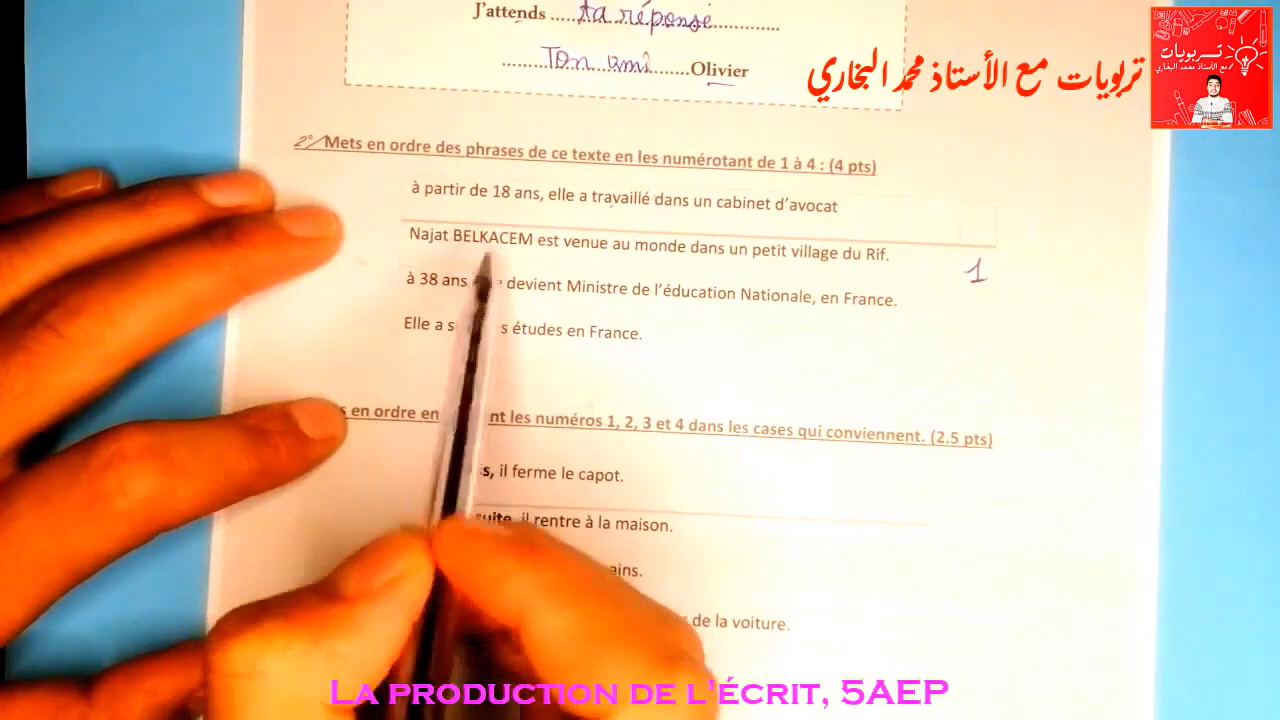 J'attends ......ta réponse...............
...........Ton ami.........Olivier
تربويات مع الأستاذ محمد البخاري
تربويات
مع الأستاذ محمد البخاري
2°/ Mets en ordre des phrases de ce texte en les numérotant de 1 à 4 : (4 pts)
à partir de 18 ans, elle a travaillé dans un cabinet d'avocat
Najat BELKACEM est venue au monde dans un petit village du Rif.
1
à 38 ans devient Ministre de l'éducation Nationale, en France.
Elle a études en France.
en ordre en les numéros 1, 2, 3 et 4 dans les cases qui conviennent. (2.5 pts)
il ferme le capot.
il rentre à la maison.
de la voiture.
La production de l'écrit, 5AEP